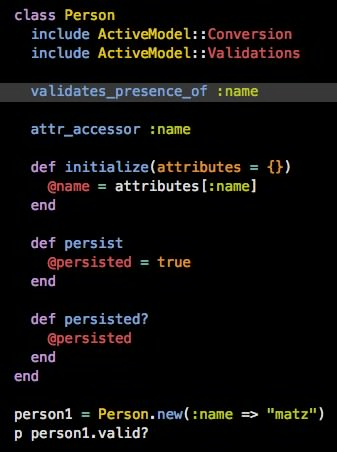 class Person
  include ActiveModel::Conversion
  include ActiveModel::Validations

  validates_presence_of :name

  attr_accessor :name

  def initialize(attributes = {})
    @name = attributes[:name]
  end

  def persist
    @persisted = true
  end

  def persisted?
    @persisted
  end
end

person1 = Person.new(:name => "matz")
p person1.valid?